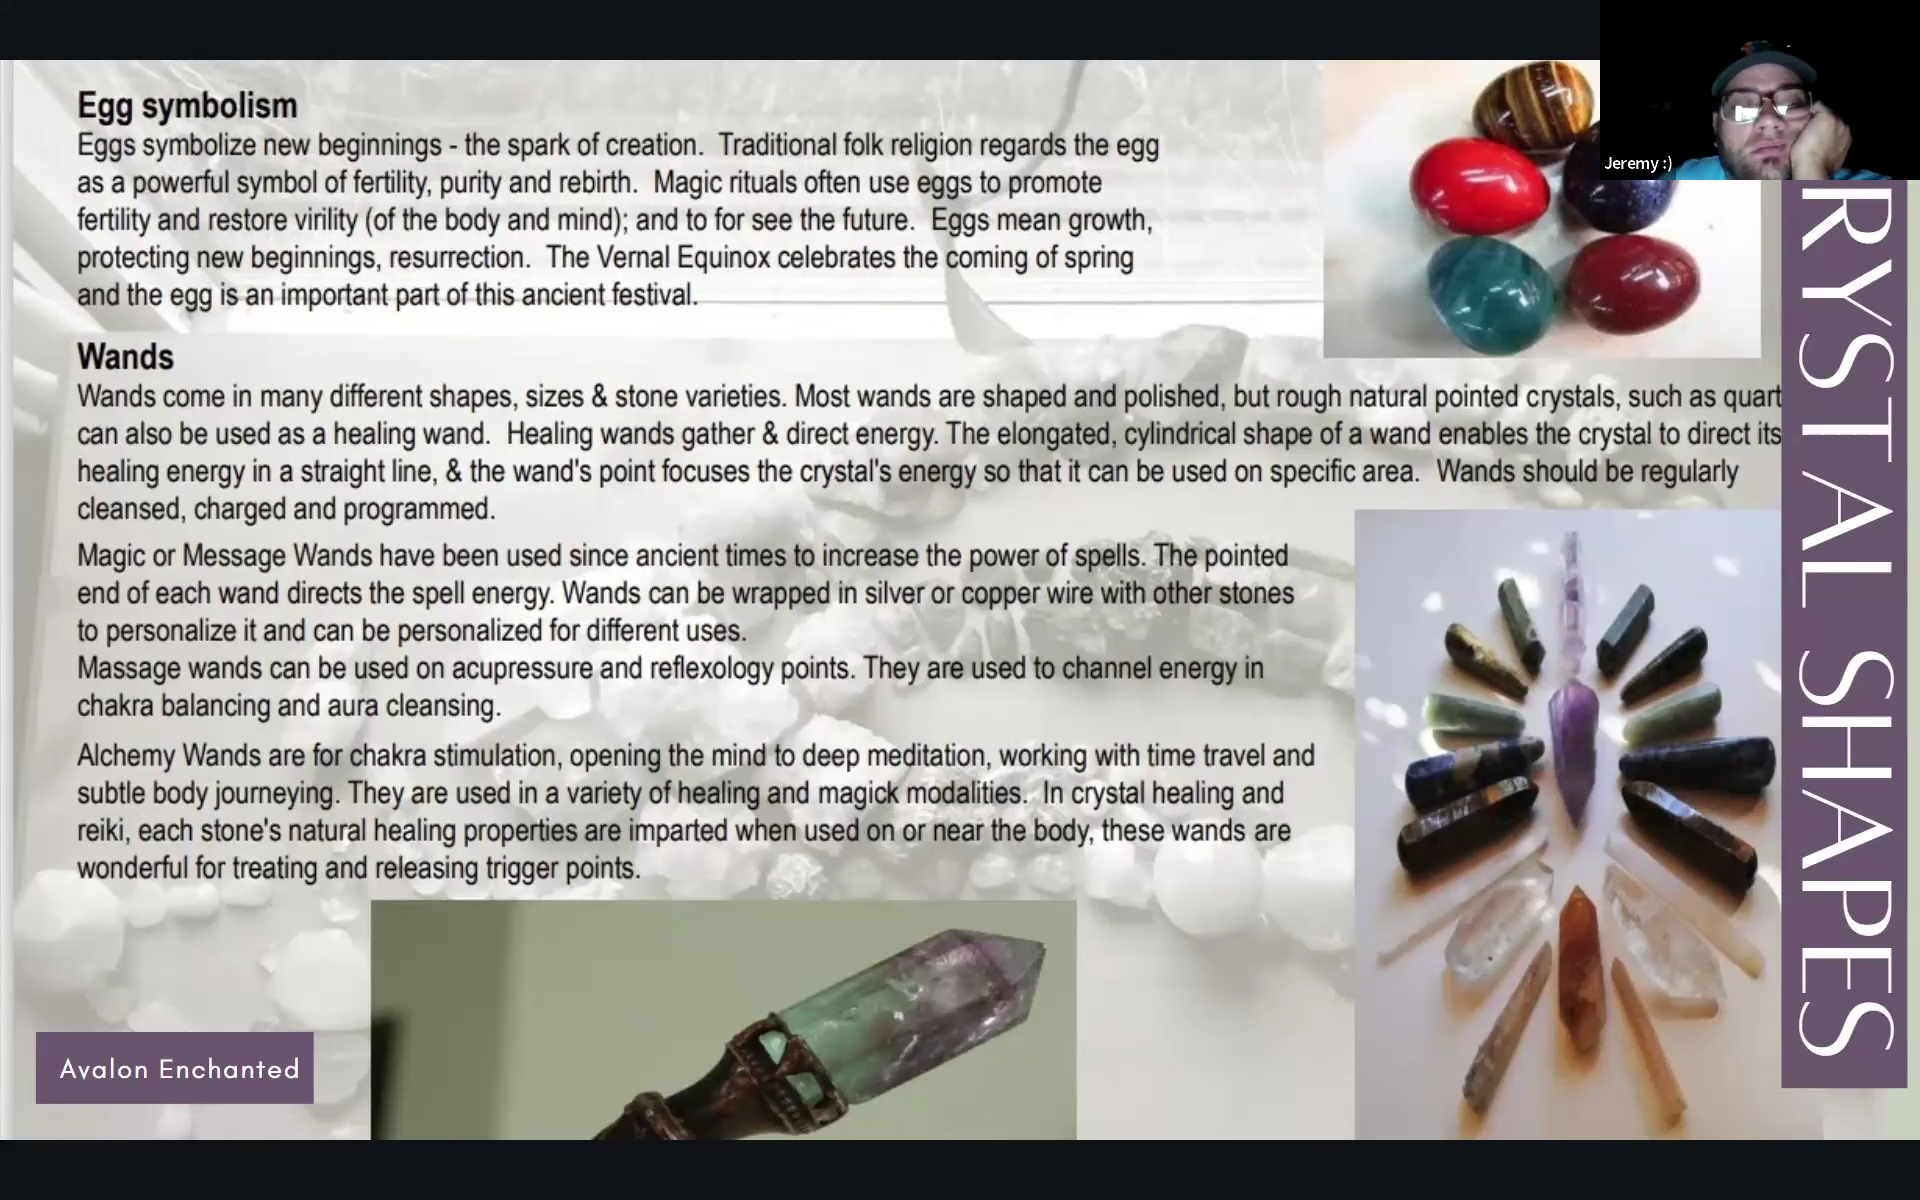 Egg symbolism
Eggs symbolize new beginnings - the spark of creation.  Traditional folk religion regards the egg
as a powerful symbol of fertility, purity and rebirth.  Magic rituals often use eggs to promote
fertility and restore virility (of the body and mind); and to for see the future.  Eggs mean growth,
protecting new beginnings, resurrection.  The Vernal Equinox celebrates the coming of spring
and the egg is an important part of this ancient festival.
Wands
Wands come in many different shapes, sizes & stone varieties. Most wands are shaped and polished, but rough natural pointed crystals, such as quart
can also be used as a healing wand.  Healing wands gather & direct energy. The elongated, cylindrical shape of a wand enables the crystal to direct its
healing energy in a straight line, & the wand's point focuses the crystal's energy so that it can be used on specific area.  Wands should be regularly
cleansed, charged and programmed.
Magic or Message Wands have been used since ancient times to increase the power of spells. The pointed
end of each wand directs the spell energy. Wands can be wrapped in silver or copper wire with other stones
to personalize it and can be personalized for different uses.
Massage wands can be used on acupressure and reflexology points. They are used to channel energy in
chakra balancing and aura cleansing.
Alchemy Wands are for chakra stimulation, opening the mind to deep meditation, working with time travel and
subtle body journeying. They are used in a variety of healing and magick modalities.  In crystal healing and
reiki, each stone's natural healing properties are imparted when used on or near the body, these wands are
wonderful for treating and releasing trigger points.
Avalon Enchanted
Jeremy :)
RYSTAL SHAPES